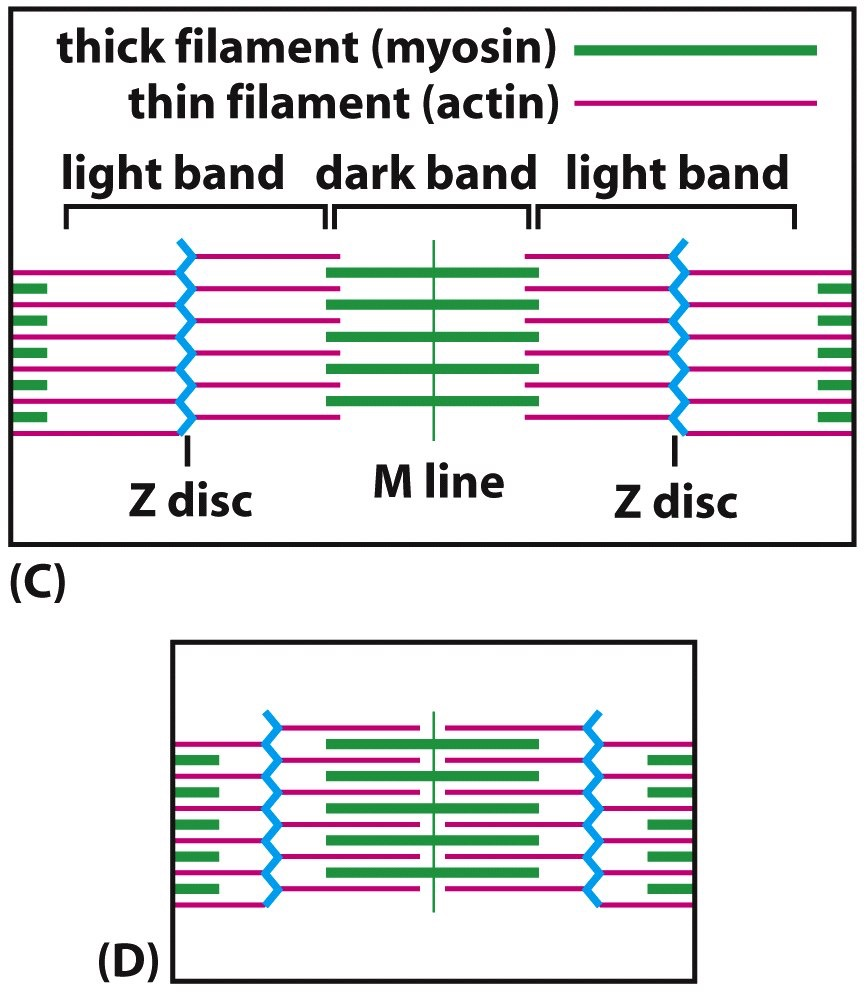 thick filament (myosin)
thin filament (actin)
light band dark band light band
Z disc M line Z disc
(C)
(D)